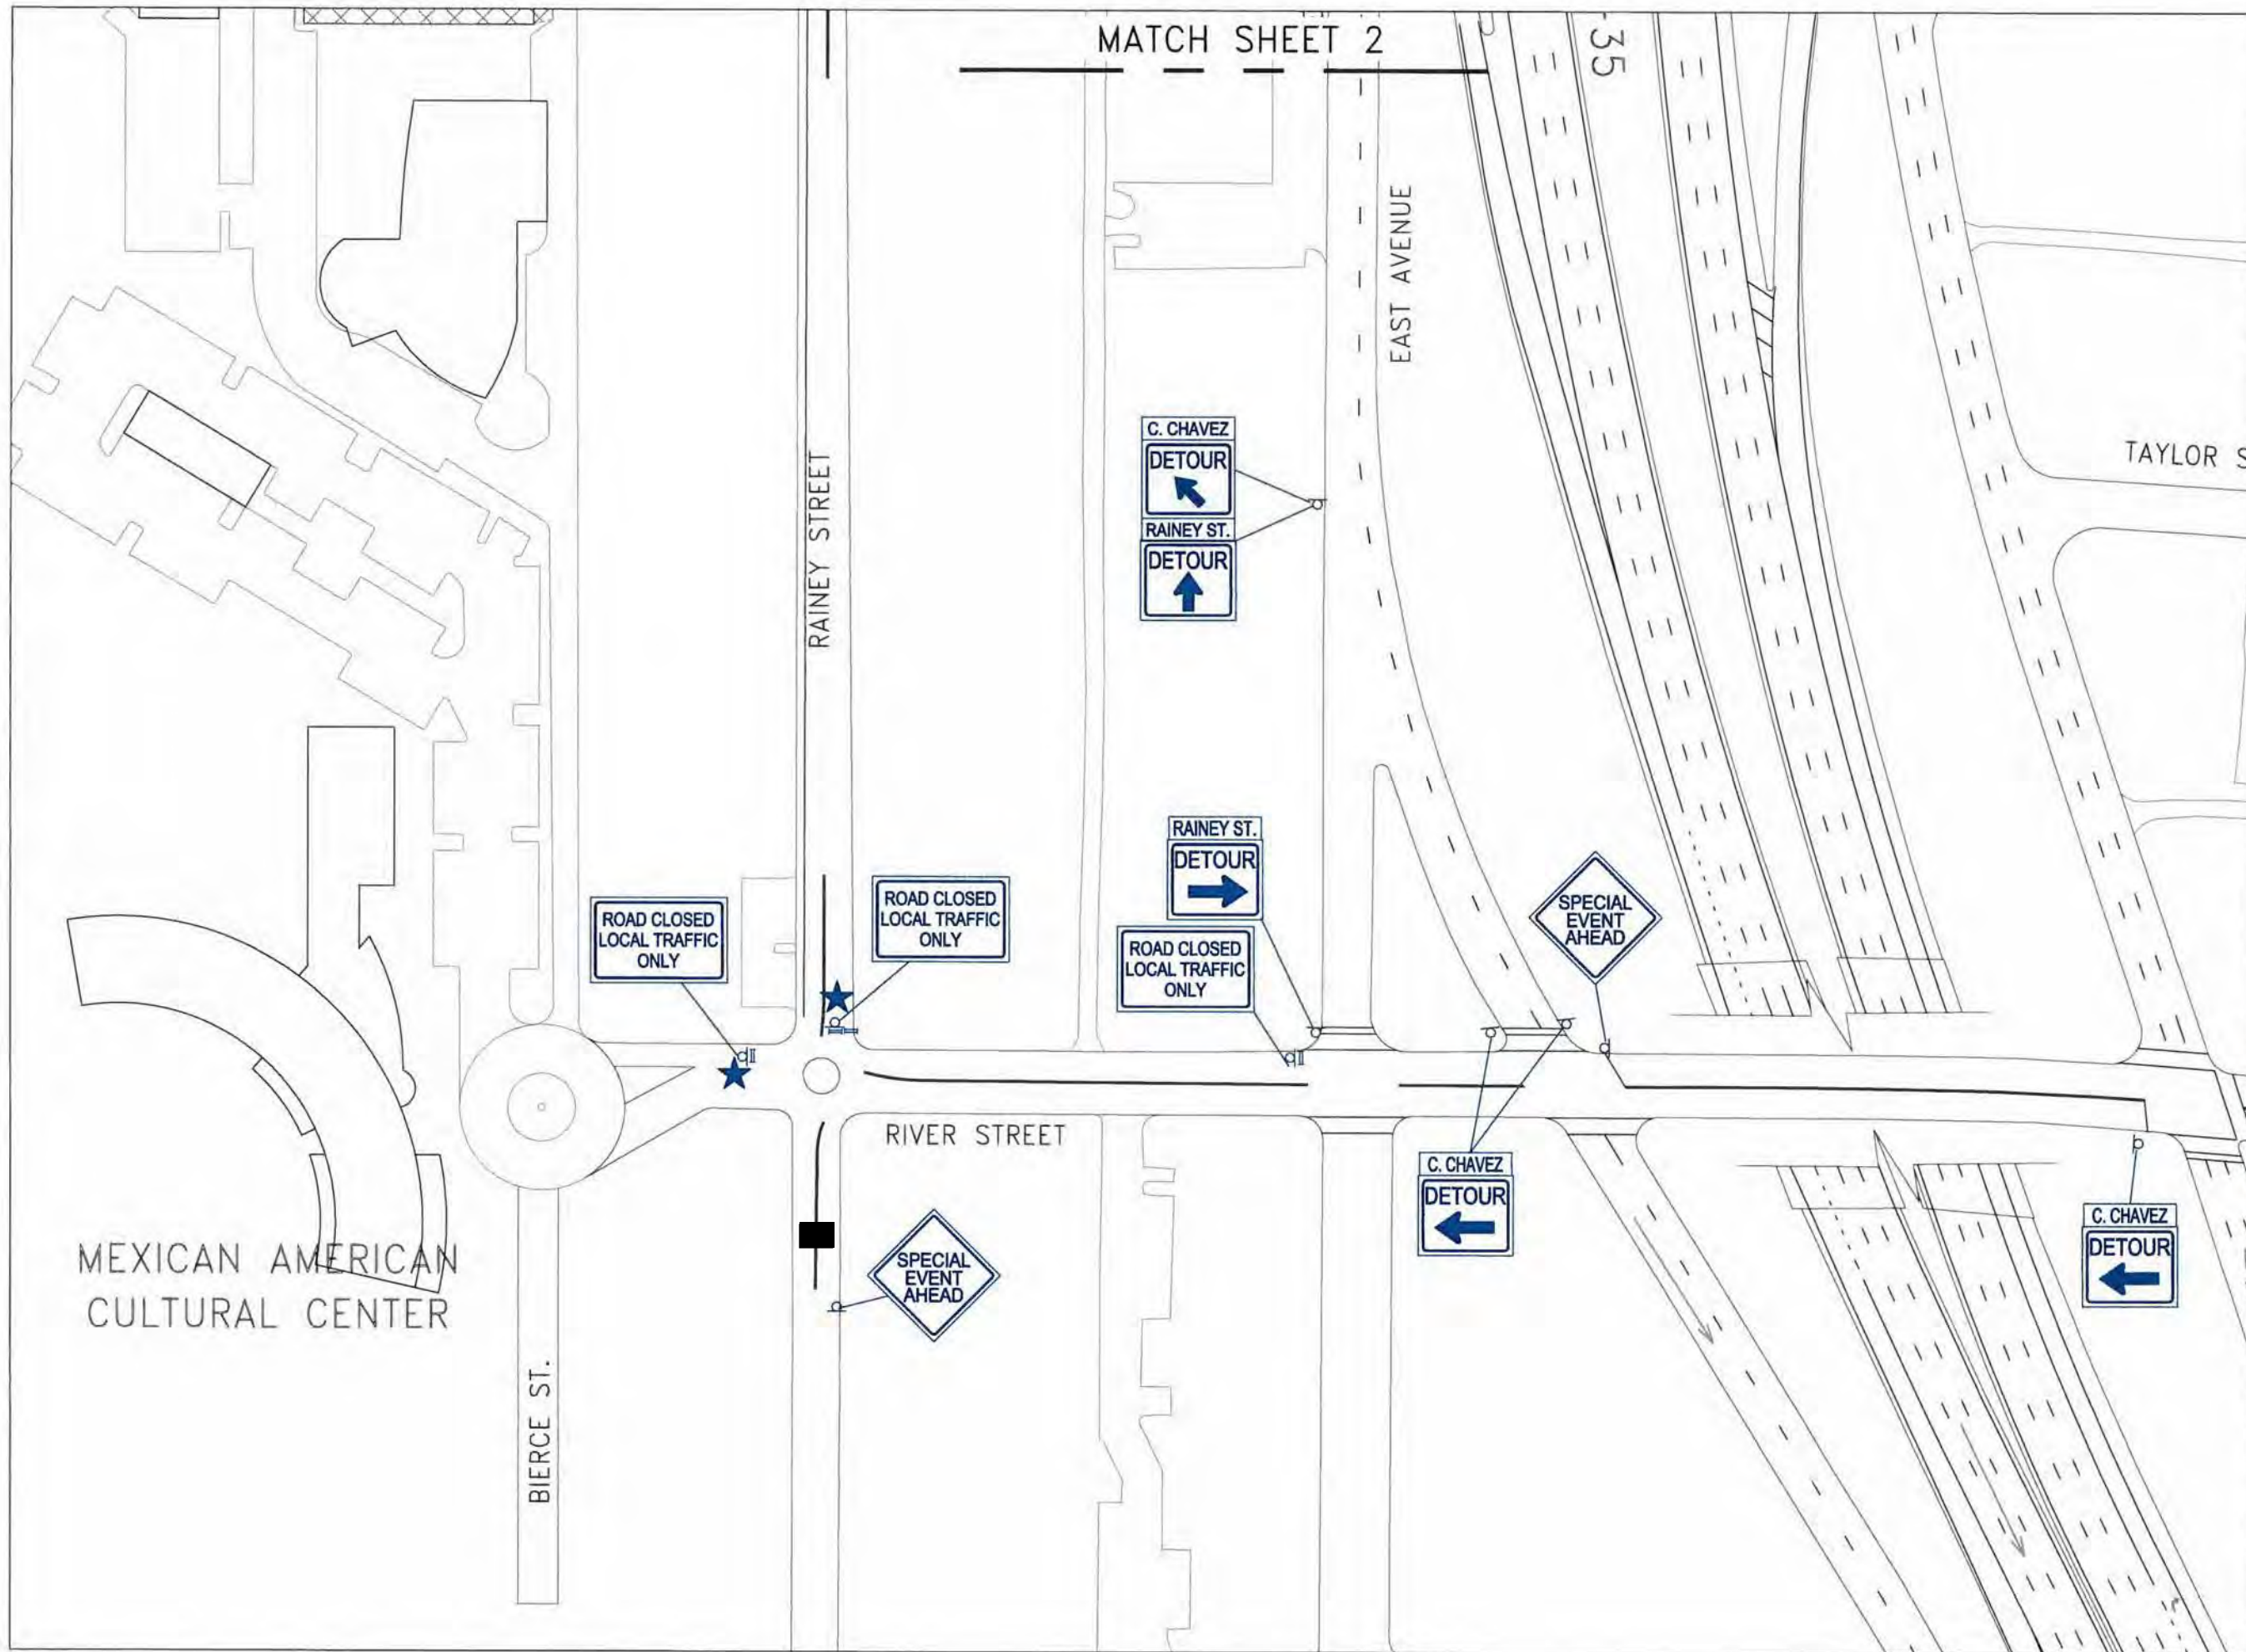 MATCH SHEET 2
35
EAST AVENUE
C. CHAVEZ
DETOUR
RAINEY ST.
DETOUR
TAYLOR S
RAINEY STREET
RAINEY ST.
DETOUR
ROAD CLOSED
LOCAL TRAFFIC
ONLY
ROAD CLOSED
LOCAL TRAFFIC
ONLY
ROAD CLOSED
LOCAL TRAFFIC
ONLY
SPECIAL
EVENT
AHEAD
RIVER STREET
C. CHAVEZ
DETOUR
C. CHAVEZ
DETOUR
SPECIAL
EVENT
AHEAD
MEXICAN AMERICAN
CULTURAL CENTER
BIERCE ST.